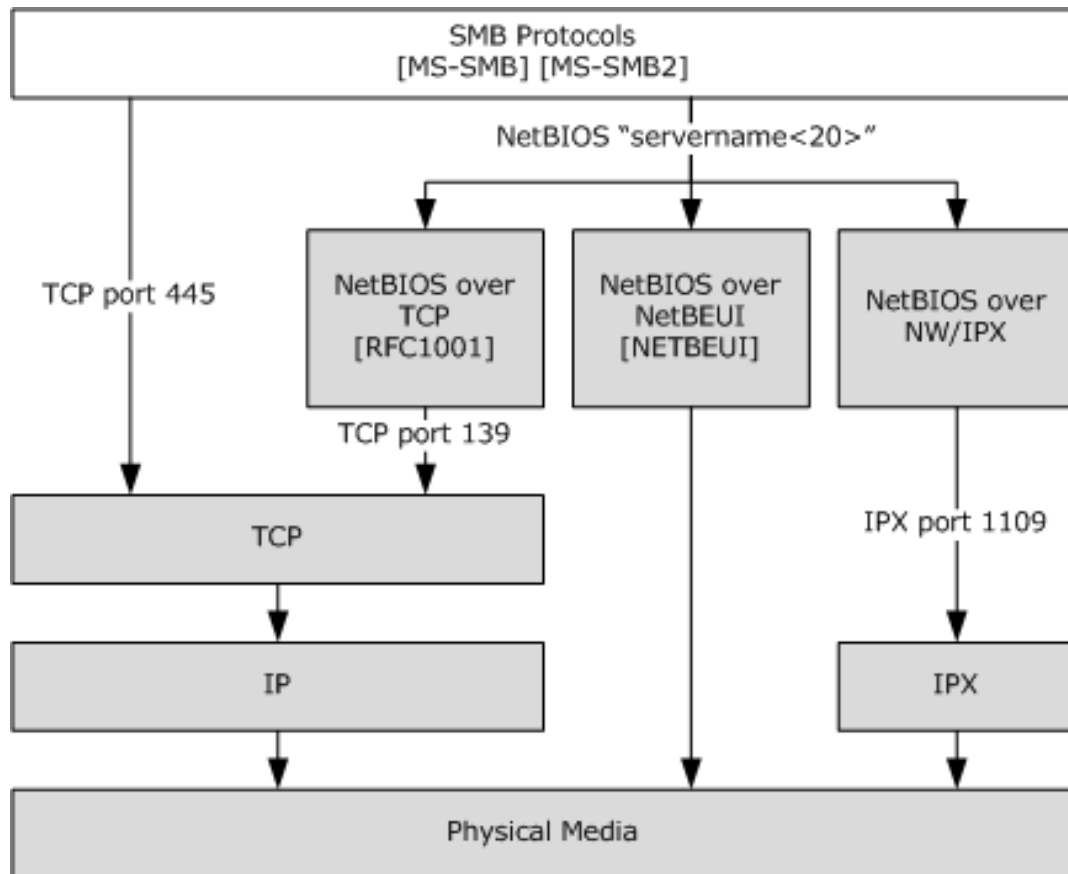 SMB Protocols
[MS-SMB] [MS-SMB2]
NetBIOS “servername<20>”
TCP port 445
NetBIOS over
TCP
[RFC1001]
NetBIOS over
NetBEUI
[NETBEUI]
NetBIOS over
NW/IPX
TCP port 139
TCP
IPX port 1109
IP
IPX
Physical Media